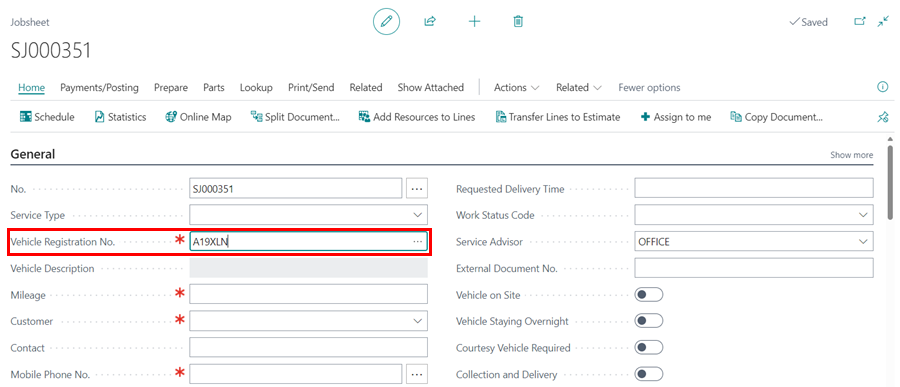 Jobsheet
Saved
SJ000351
Home Payments/Posting Prepare Parts Lookup Print/Send Related Show Attached Actions Related Fewer options
Schedule Statistics Online Map Split Document... Add Resources to Lines Transfer Lines to Estimate Assign to me Copy Document...
General Show more
No. SJ000351 ... Requested Delivery Time
Service Type Work Status Code
Vehicle Registration No. * A19XLN ... Service Advisor OFFICE
Vehicle Description External Document No.
Mileage * Vehicle on Site
Customer * Vehicle Staying Overnight
Contact Courtesy Vehicle Required
Mobile Phone No. * ... Collection and Delivery